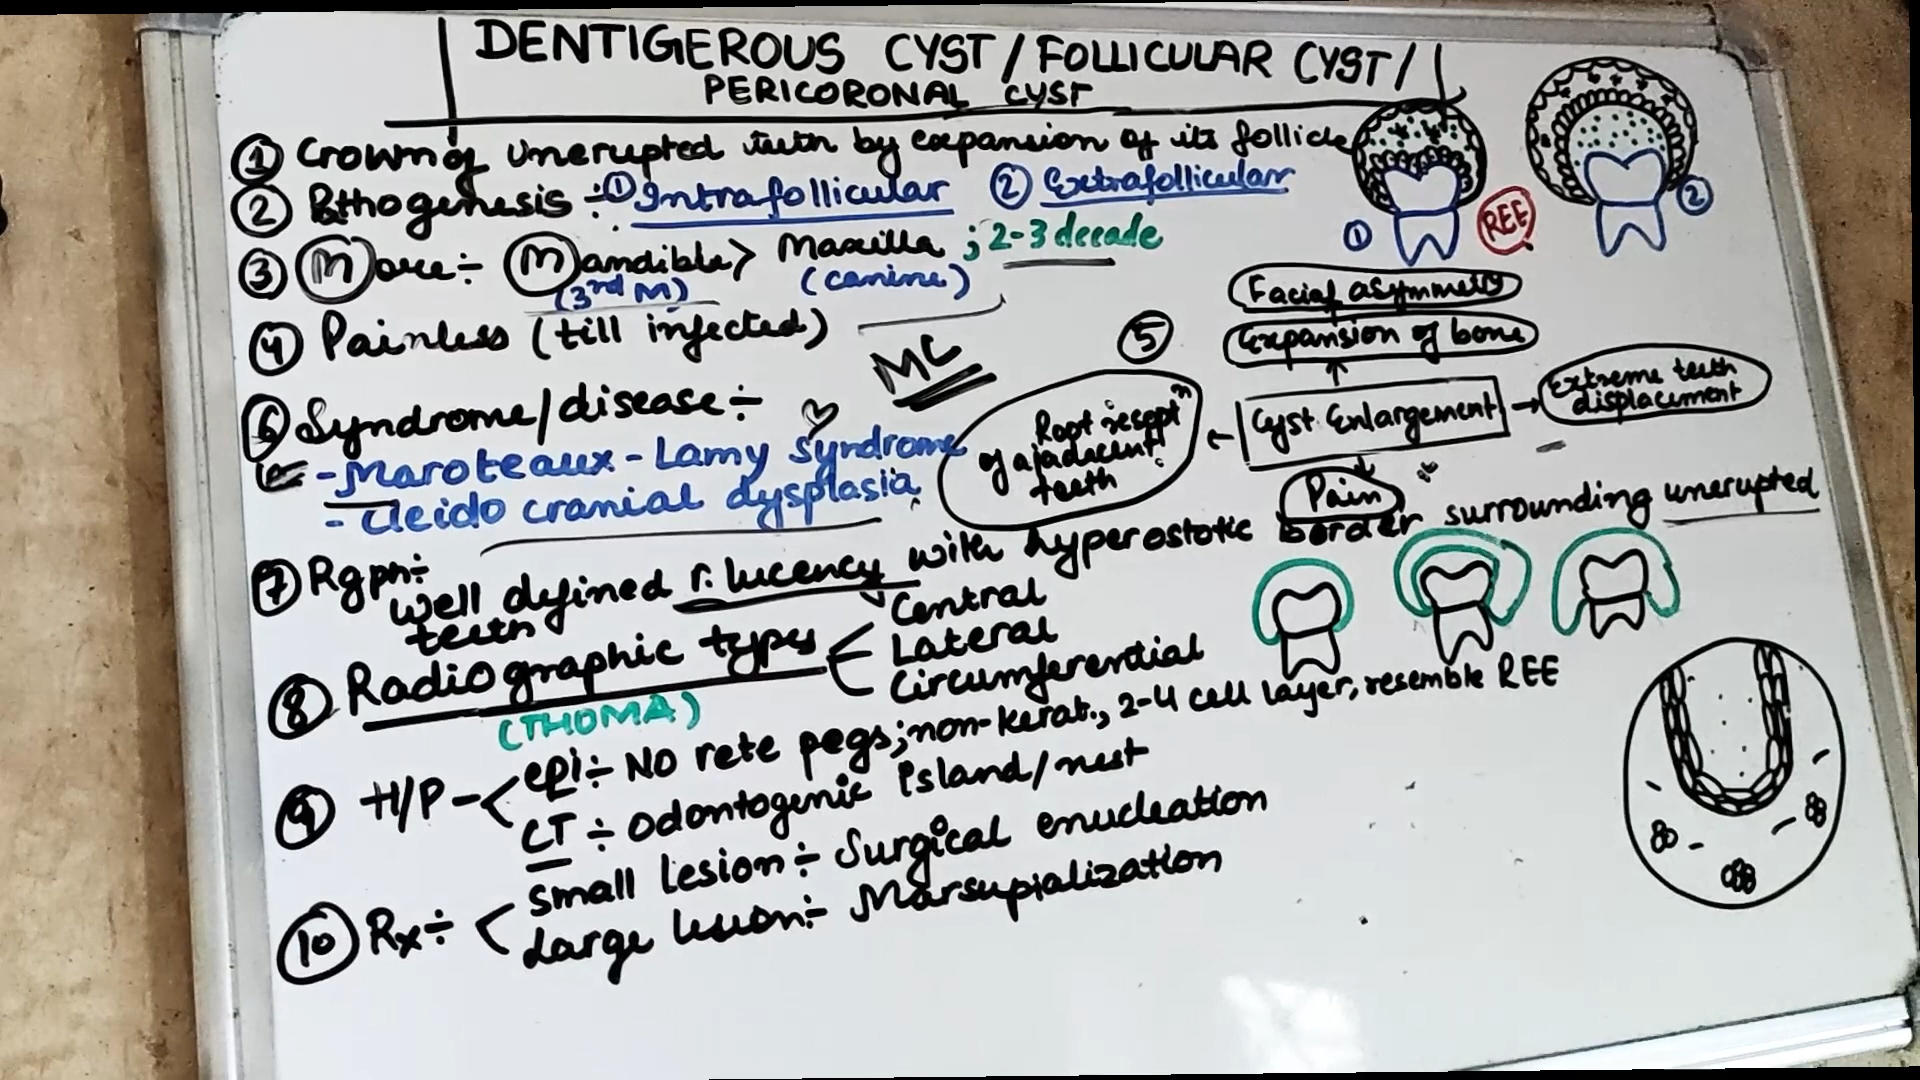 DENTIGEROUS CYST / FOLLICULAR CYST /
PERICORONAL CYST
① Crown of unerupted teeth by expansion of its follicle
② Pathogenesis ÷ ① Intrafollicular ② Extrafollicular
③ More ÷ Mandible > Maxilla ; 2-3 decade
(3rd M) (canine)
④ Painless (till infected)
MC
⑤
Facial asymmetry
Expansion of bone
Cyst Enlargement
Extreme teeth
displacement
Root resorptn
of ajadacent
teeth
Pain
⑥ Syndrome/disease ÷
- Maroteaux - Lamy Syndrome
- Cleido cranial dysplasia
⑦ Rgph ÷
well defined r. lucency with hyperostotic border surrounding unerupted
teeth
⑧ Radiographic types
(THOMA)
Central
Lateral
Circumferential
⑨ H/P -
epi ÷ NO rete pegs; non-kerat., 2-4 cell layer, resemble REE
CT ÷ Odontogenic Island/nest
⑩ Rx ÷
small lesion ÷ Surgical enucleation
Large lesion ÷ Marsupialization
①
REE
②